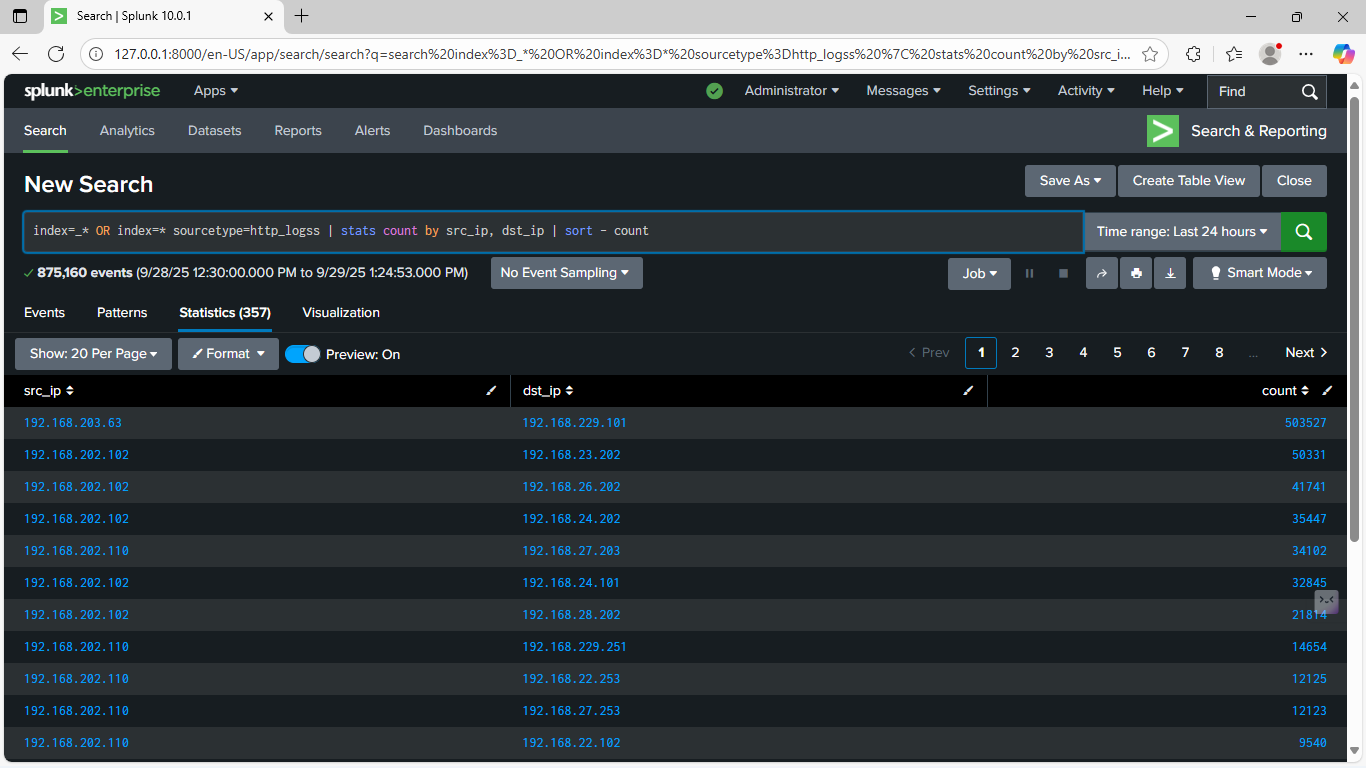 Search | Splunk 10.0.1
127.0.0.1:8000/en-US/app/search/search?q=search%20index%3D_*%20OR%20index%3D*%20sourcetype%3Dhttp_logss%20%7C%20stats%20count%20by%20src_i...
splunk>enterprise Apps Administrator Messages Settings Activity Help Find
Search Analytics Datasets Reports Alerts Dashboards > Search & Reporting
New Search Save As Create Table View Close
index=_* OR index=* sourcetype=http_logss | stats count by src_ip, dst_ip | sort - count Time range: Last 24 hours
✓ 875,160 events (9/28/25 12:30:00.000 PM to 9/29/25 1:24:53.000 PM) No Event Sampling Job Smart Mode
Events Patterns Statistics (357) Visualization
Show: 20 Per Page Format Preview: On < Prev 1 2 3 4 5 6 7 8 ... Next >
src_ip dst_ip count
192.168.203.63 192.168.229.101 503527
192.168.202.102 192.168.23.202 50331
192.168.202.102 192.168.26.202 41741
192.168.202.102 192.168.24.202 35447
192.168.202.110 192.168.27.203 34102
192.168.202.102 192.168.24.101 32845
192.168.202.102 192.168.28.202 21814
192.168.202.110 192.168.229.251 14654
192.168.202.110 192.168.22.253 12125
192.168.202.110 192.168.27.253 12123
192.168.202.110 192.168.22.102 9540